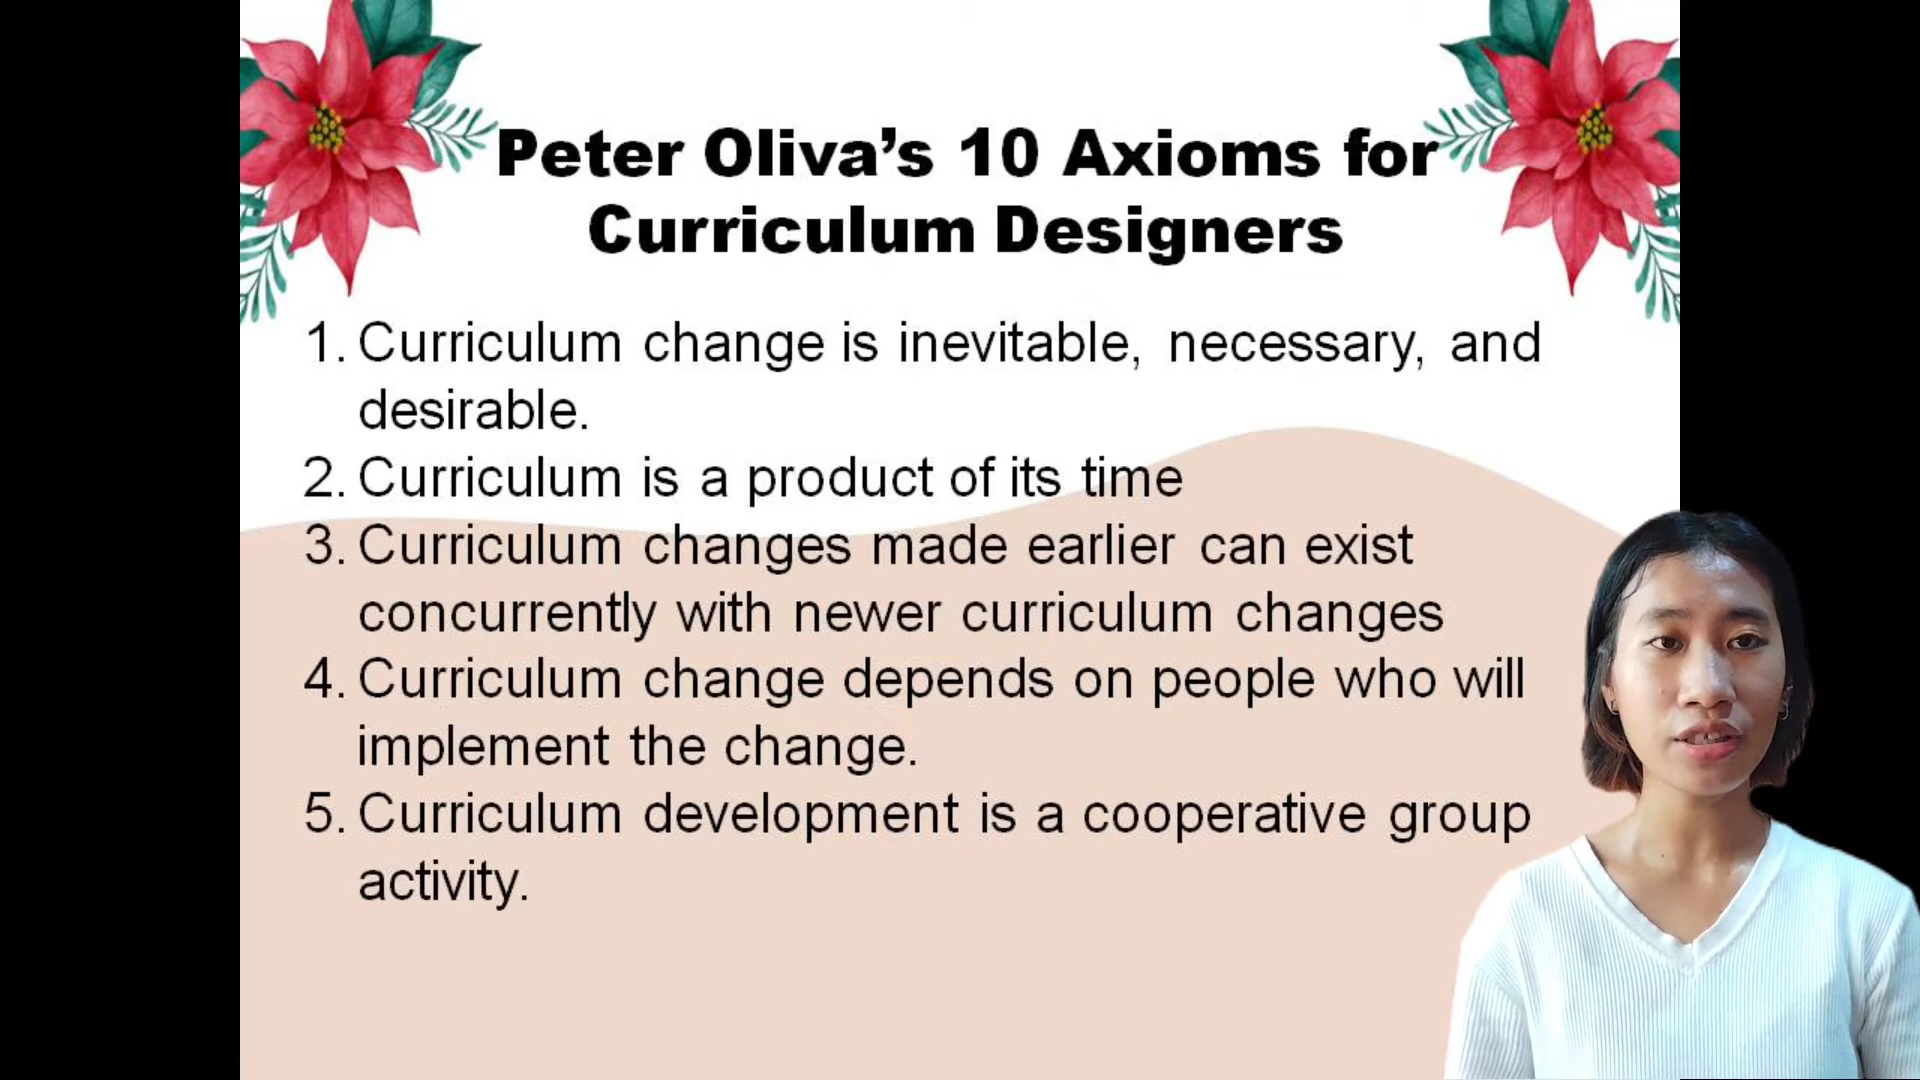 Peter Oliva’s 10 Axioms for
Curriculum Designers
1. Curriculum change is inevitable, necessary, and
desirable.
2. Curriculum is a product of its time
3. Curriculum changes made earlier can exist
concurrently with newer curriculum changes
4. Curriculum change depends on people who will
implement the change.
5. Curriculum development is a cooperative group
activity.